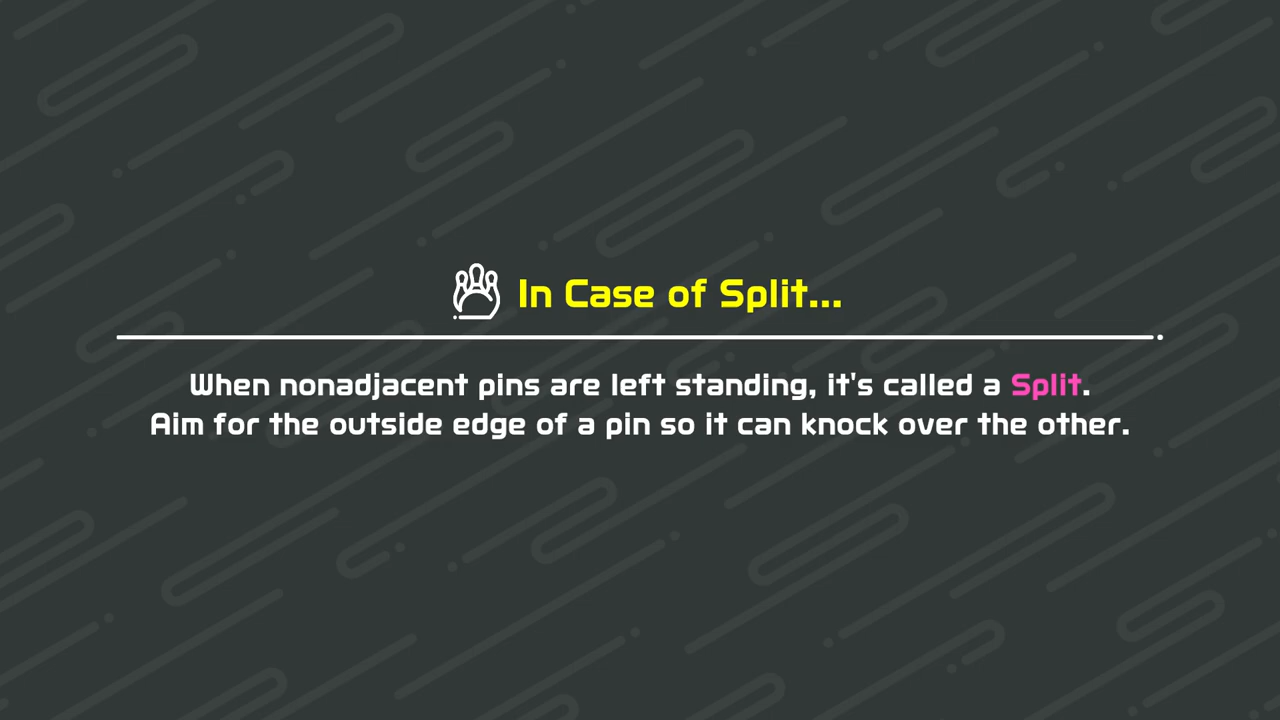 In Case of Split...
When nonadjacent pins are left standing, it's called a Split.
Aim for the outside edge of a pin so it can knock over the other.